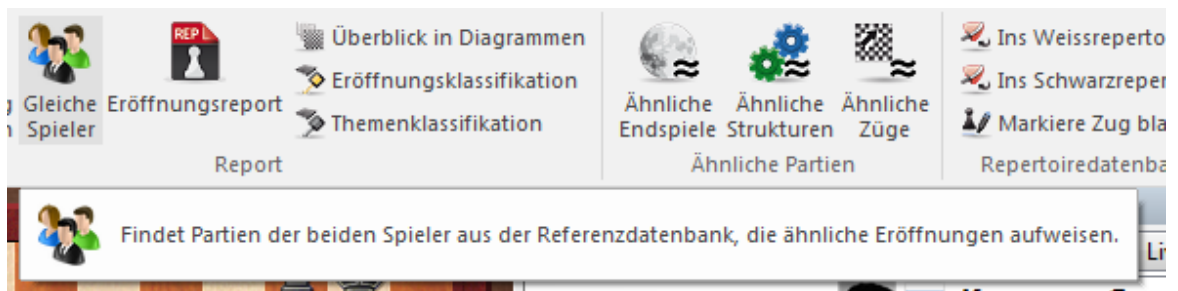 REP
Überblick in Diagrammen
Ins Weissreperto
Eröffnungsklassifikation
Ins Schwarzreper
Gleiche
Spieler
Eröffnungsreport
Ähnliche
Endspiele
Ähnliche
Strukturen
Ähnliche
Züge
Themenklassifikation
Markiere Zug bla
Report
Ähnliche Partien
Repertoiredatenba
Findet Partien der beiden Spieler aus der Referenzdatenbank, die ähnliche Eröffnungen aufweisen.
Li